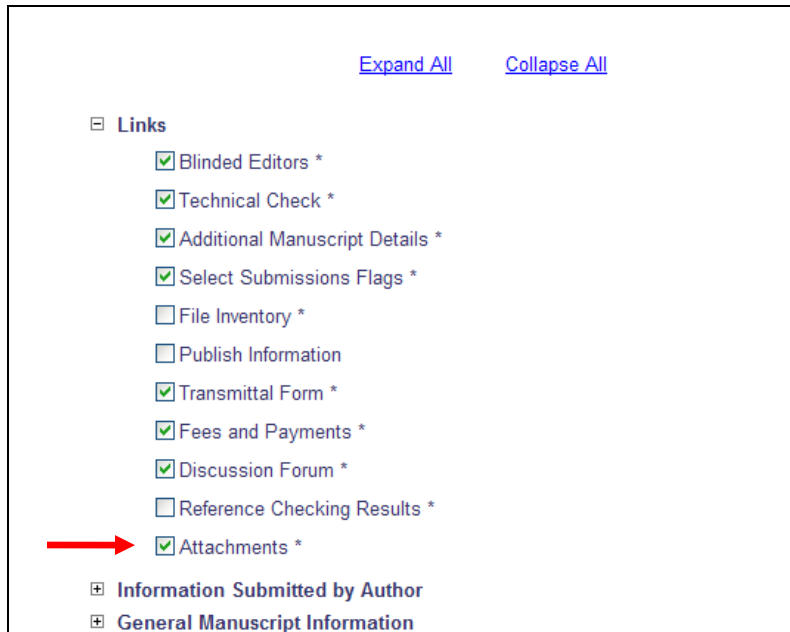 Expand All Collapse All
Links
Blinded Editors *
Technical Check *
Additional Manuscript Details *
Select Submissions Flags *
File Inventory *
Publish Information
Transmittal Form *
Fees and Payments *
Discussion Forum *
Reference Checking Results *
Attachments *
Information Submitted by Author
General Manuscript Information